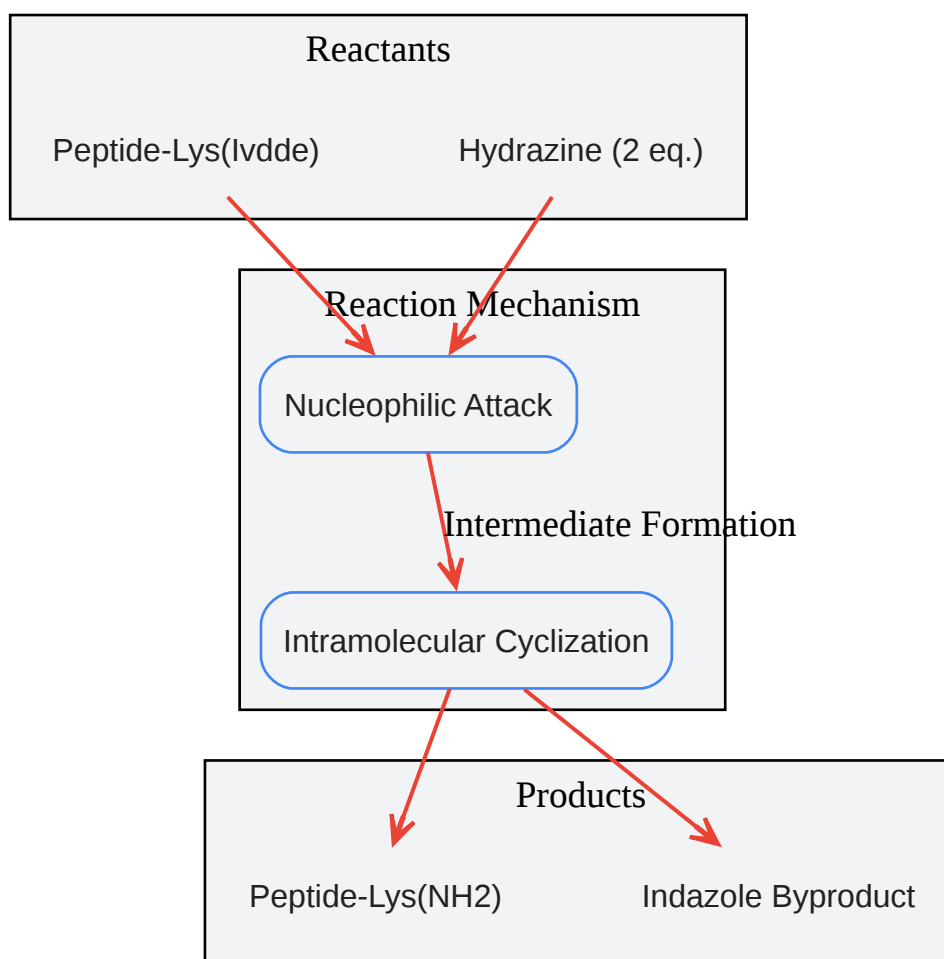 Reactants
Peptide-Lys(Ivdde)
Hydrazine (2 eq.)
Reaction Mechanism
Nucleophilic Attack
Intermediate Formation
Intramolecular Cyclization
Products
Peptide-Lys(NH2)
Indazole Byproduct